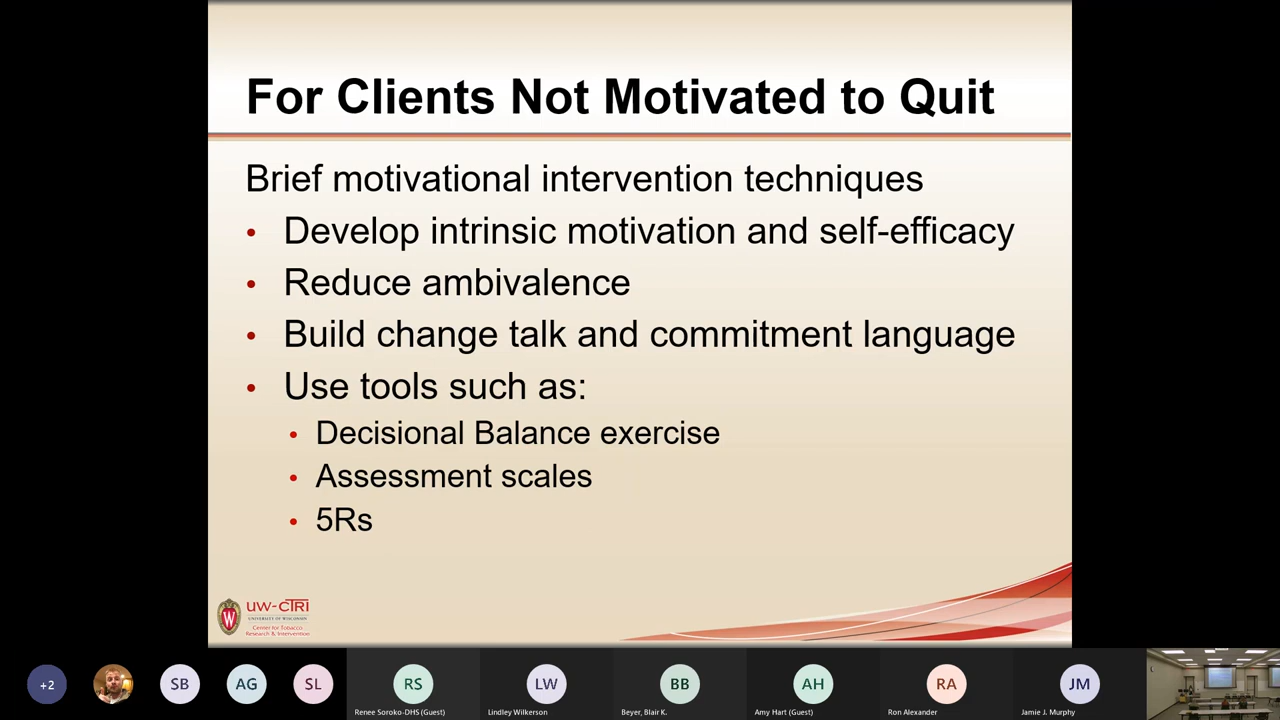 For Clients Not Motivated to Quit
Brief motivational intervention techniques
• Develop intrinsic motivation and self-efficacy
• Reduce ambivalence
• Build change talk and commitment language
• Use tools such as:
• Decisional Balance exercise
• Assessment scales
• 5Rs
W
UW-CTRI
UNIVERSITY OF WISCONSIN
Center for Tobacco
Research & Intervention
+2
SB
AG
SL
RS
LW
BB
AH
RA
JM
Renee Soroko-DHS (Guest)
Lindley Wilkerson
Beyer, Blair K.
Amy Hart (Guest)
Ron Alexander
Jamie J. Murphy